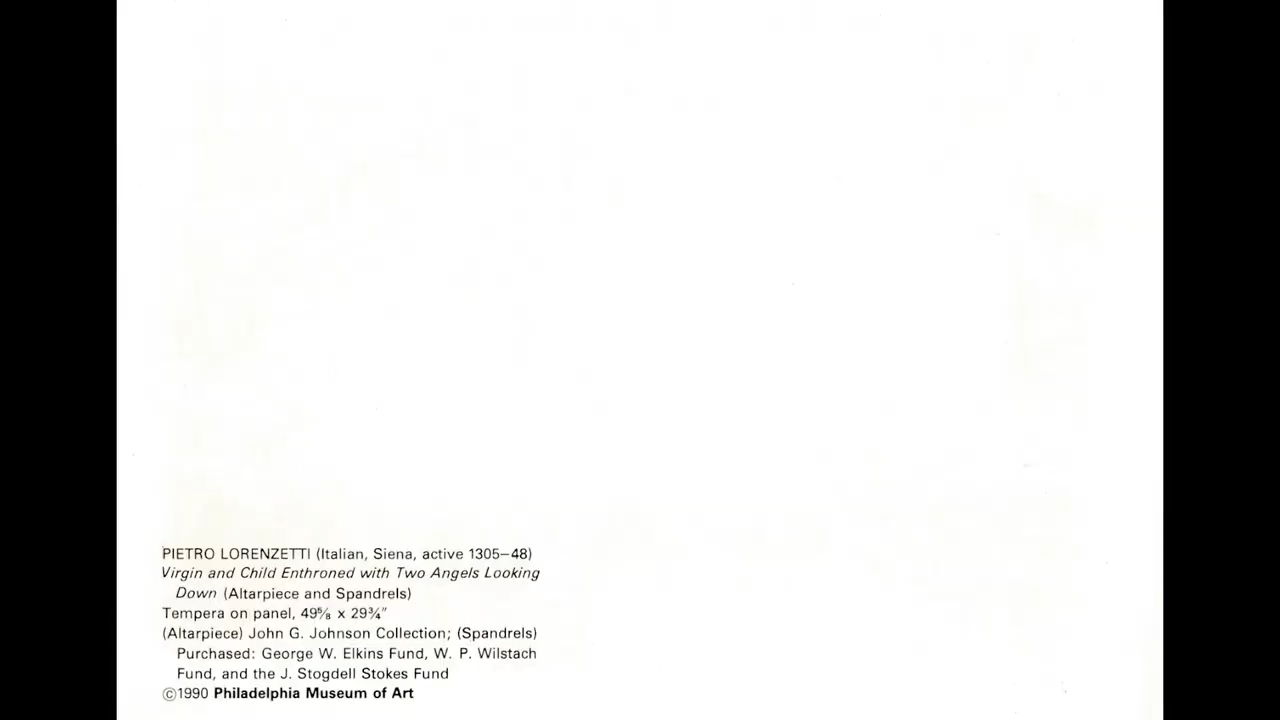 PIETRO LORENZETTI (Italian, Siena, active 1305–48)
Virgin and Child Enthroned with Two Angels Looking
Down (Altarpiece and Spandrels)
Tempera on panel, 49⅝ x 29¾"
(Altarpiece) John G. Johnson Collection; (Spandrels)
Purchased: George W. Elkins Fund, W. P. Wilstach
Fund, and the J. Stogdell Stokes Fund
©1990 Philadelphia Museum of Art